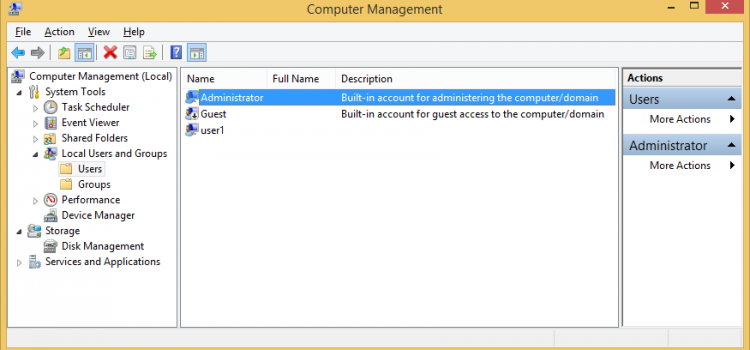 Computer Management
File Action View Help
Computer Management (Local)
System Tools
Task Scheduler
Event Viewer
Shared Folders
Local Users and Groups
Users
Groups
Performance
Device Manager
Storage
Disk Management
Services and Applications
Name Full Name Description
Administrator Built-in account for administering the computer/domain
Guest Built-in account for guest access to the computer/domain
user1
Actions
Users
More Actions
Administrator
More Actions